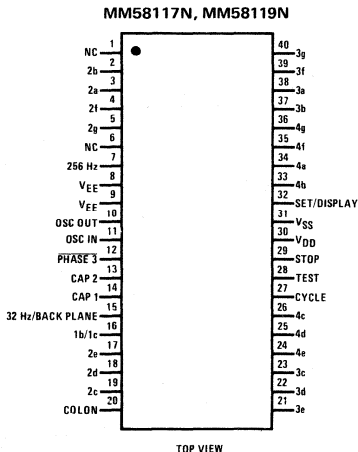 MM58117N, MM58119N
NC 1 40 3g
2b 2 39 3f
2a 3 38 3a
2f 4 37 3b
2g 5 36 4g
NC 6 35 4f
256 Hz 7 34 4a
VEE 8 33 4b
VEE 9 32 SET/DISPLAY
OSC OUT 10 31 VSS
OSC IN 11 30 VDD
PHASE 3 12 29 STOP
CAP 2 13 28 TEST
CAP 1 14 27 CYCLE
32 Hz/BACK PLANE 15 26 4c
1b/1c 16 25 4d
2e 17 24 4e
2d 18 23 3c
2c 19 22 3d
COLON 20 21 3e
TOP VIEW